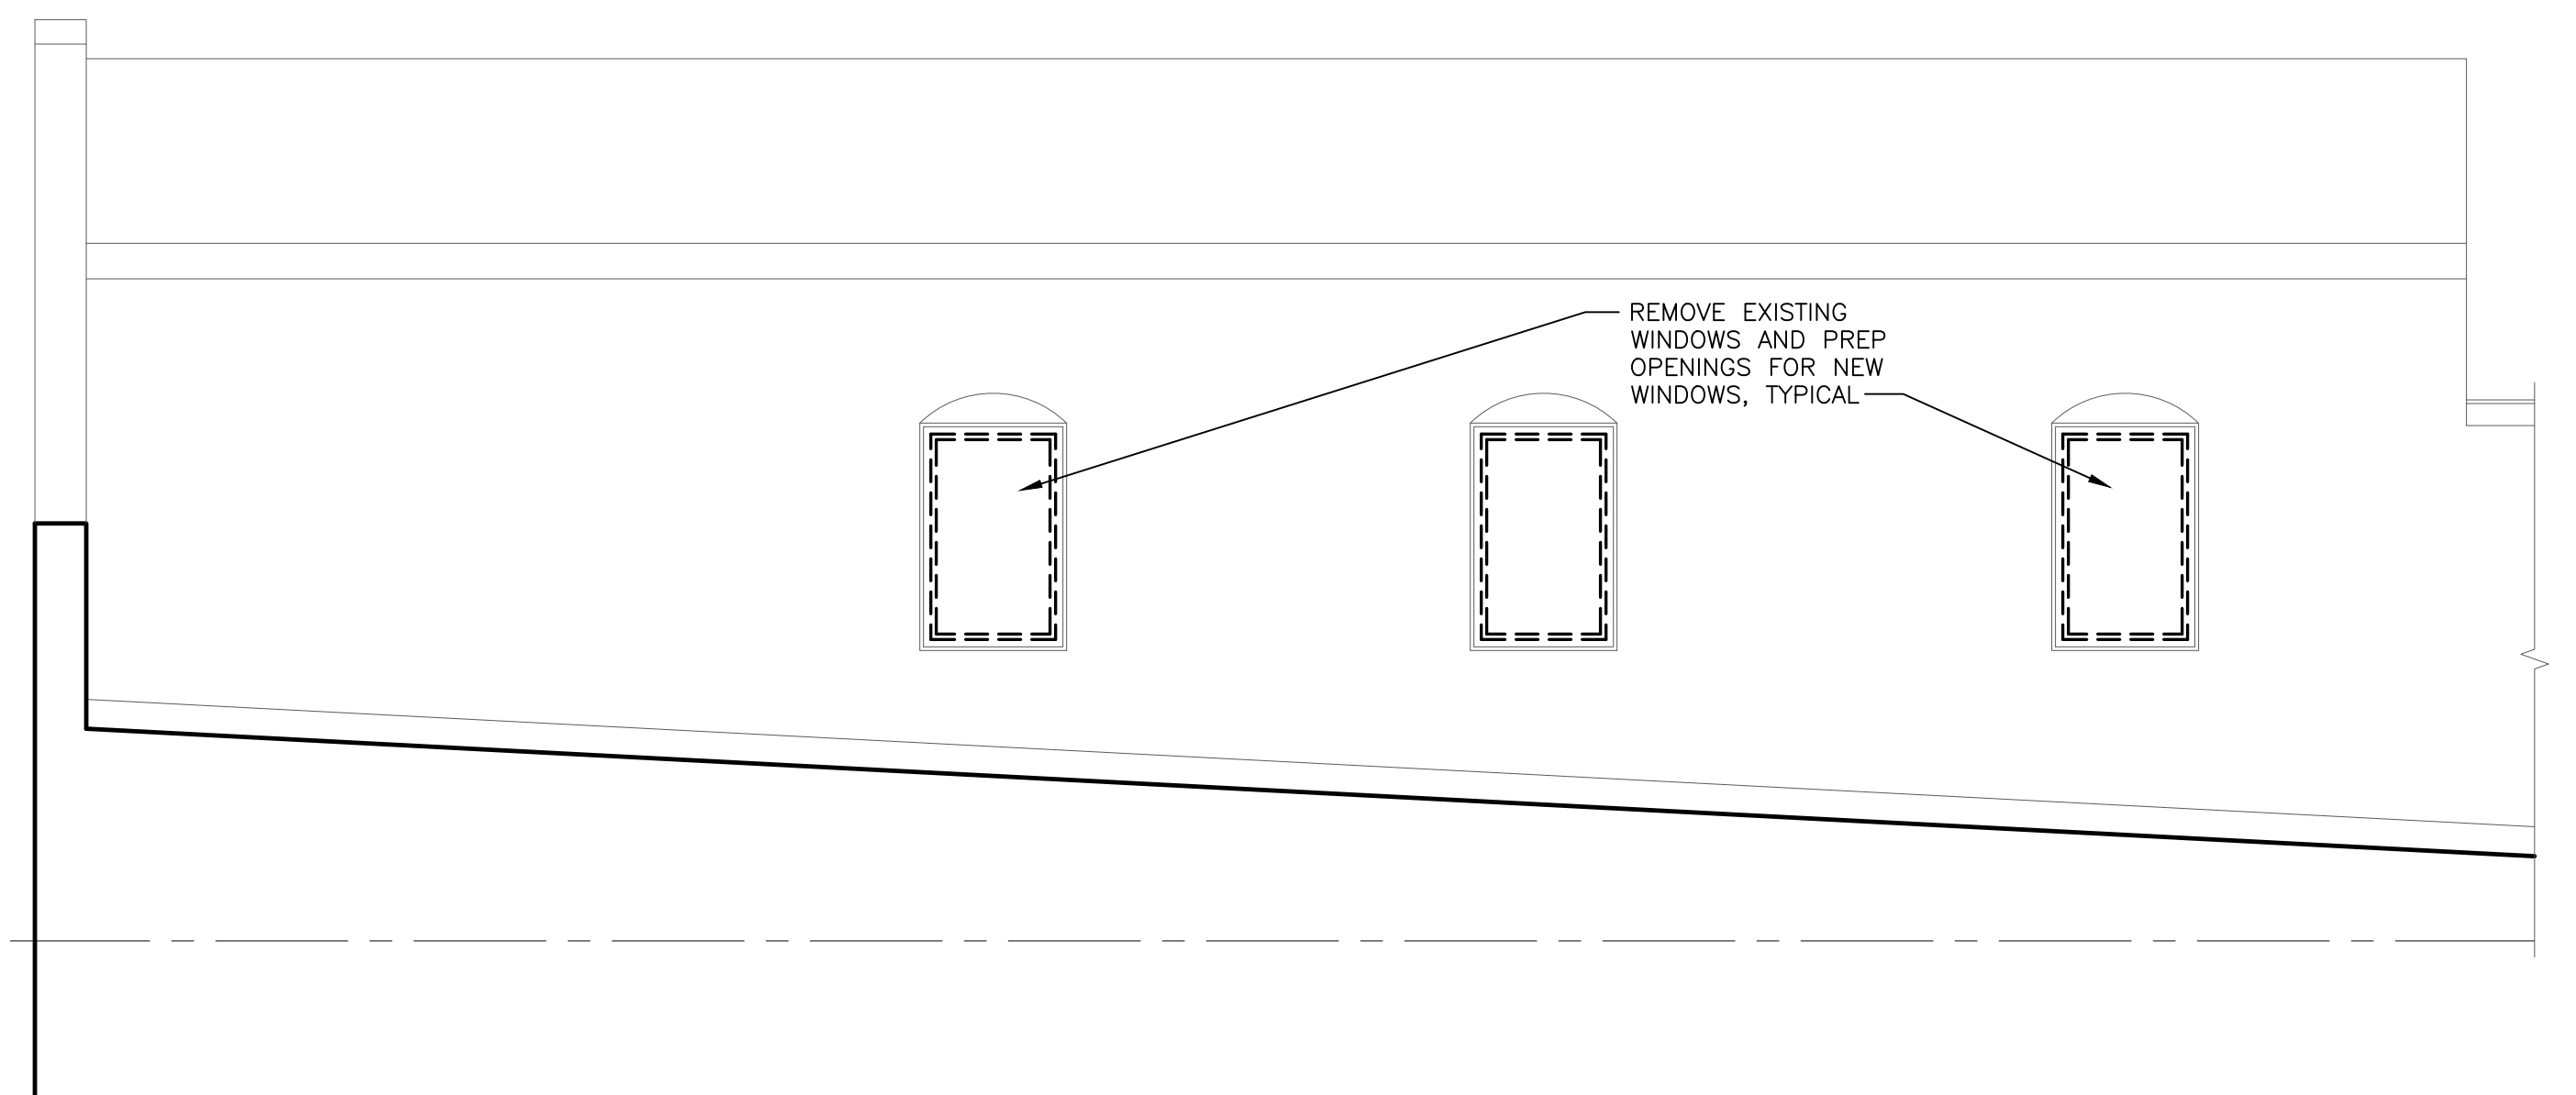 REMOVE EXISTING
WINDOWS AND PREP
OPENINGS FOR NEW
WINDOWS, TYPICAL